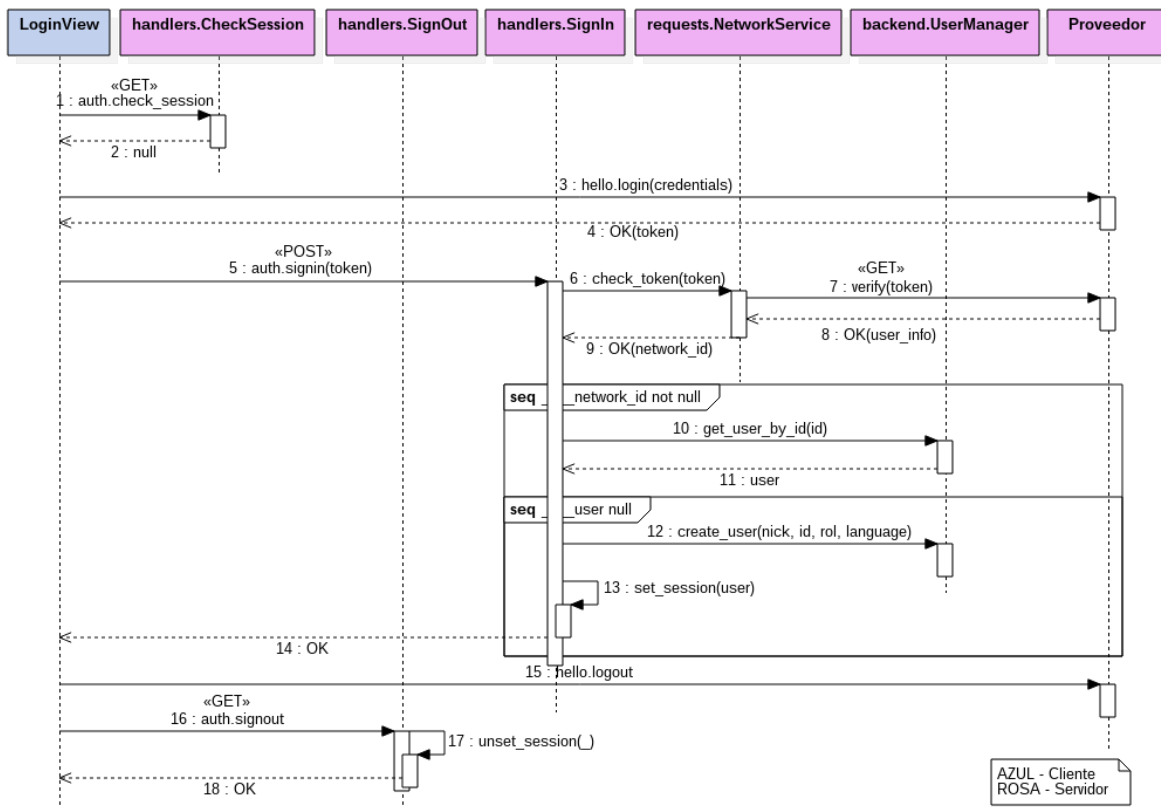 LoginView
handlers.CheckSession
handlers.SignOut
handlers.SignIn
requests.NetworkService
backend.UserManager
Proveedor
«GET»
1 : auth.check_session
2 : null
3 : hello.login(credentials)
4 : OK(token)
«POST»
5 : auth.signin(token)
6 : check_token(token)
«GET»
7 : verify(token)
8 : OK(user_info)
9 : OK(network_id)
seq ____network_id not null
10 : get_user_by_id(id)
11 : user
seq ____user null
12 : create_user(nick, id, rol, language)
13 : set_session(user)
14 : OK
15 : hello.logout
«GET»
16 : auth.signout
17 : unset_session(_)
18 : OK
AZUL - Cliente
ROSA - Servidor